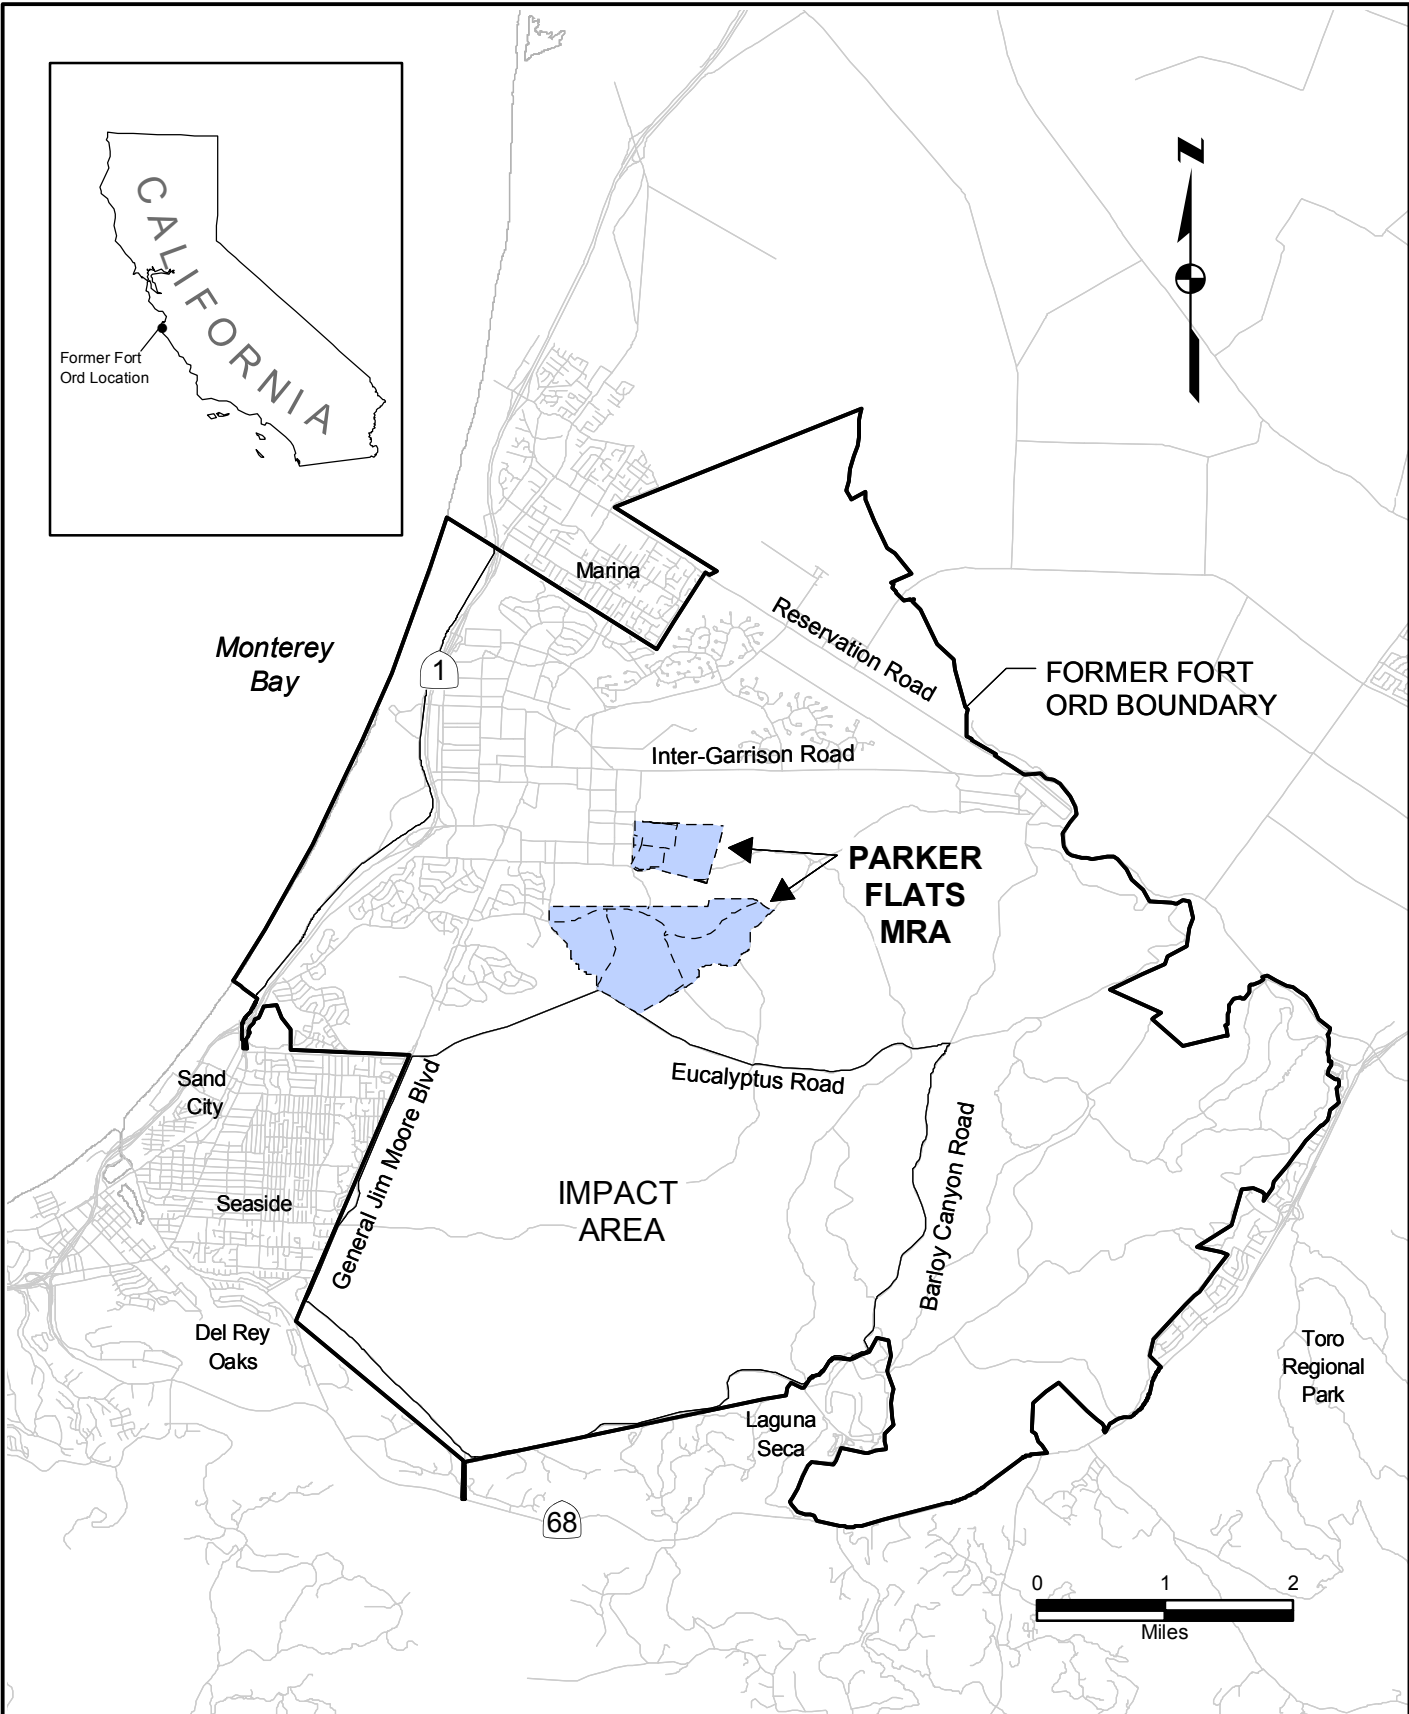 CALIFORNIA
Former Fort
Ord Location
N
Marina
Reservation Road
Monterey
Bay
1
FORMER FORT
ORD BOUNDARY
Inter-Garrison Road
PARKER
FLATS
MRA
Eucalyptus Road
Sand
City
General Jim Moore Blvd
Barloy Canyon Road
Seaside
IMPACT
AREA
Del Rey
Oaks
Toro
Regional
Park
Laguna
Seca
68
0 1 2
Miles